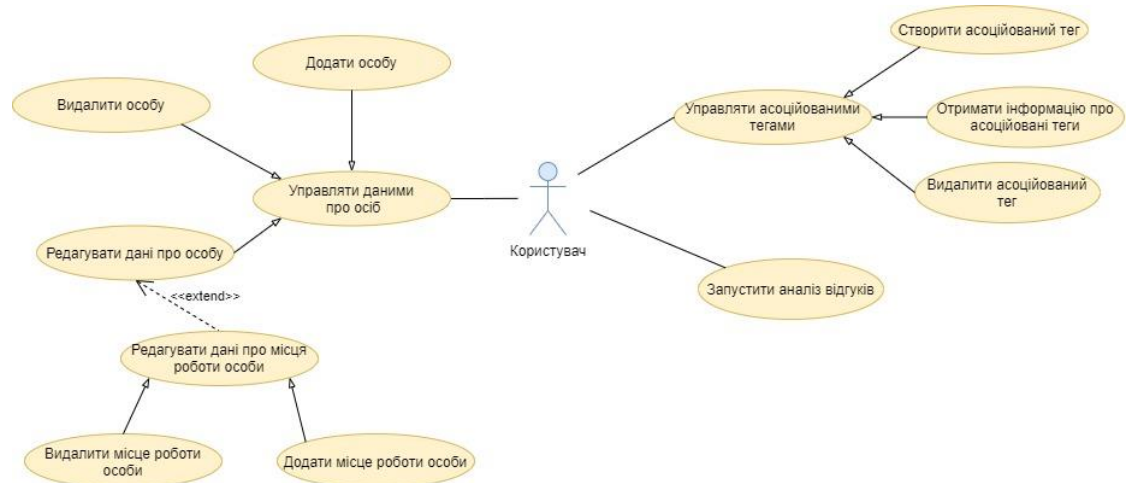 Створити асоційований тег
Додати особу
Видалити особу
Управляти асоційованими
тегами
Отримати інформацію про
асоційовані теги
Видалити асоційований
тег
Управляти даними
про осіб
Користувач
Редагувати дані про особу
Запустити аналіз відгуків
<<extend>>
Редагувати дані про місця
роботи особи
Видалити місце роботи
особи
Додати місце роботи особи